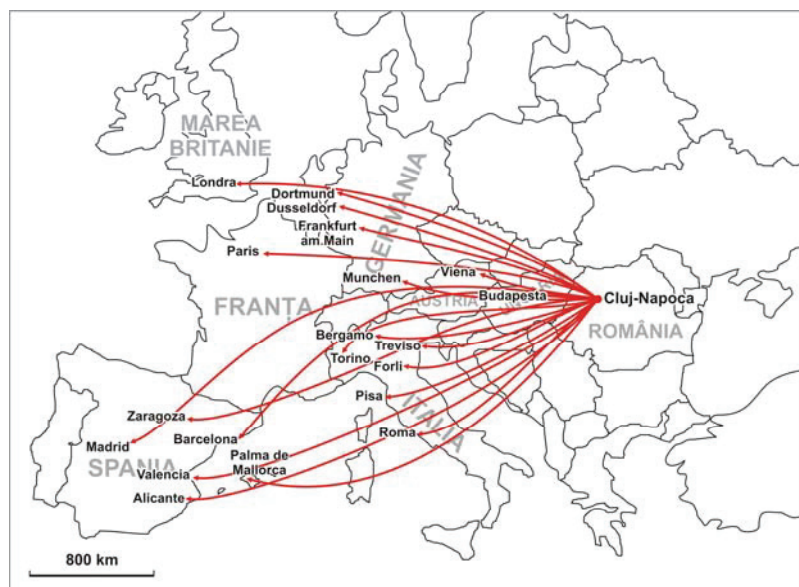 MAREA
BRITANIE
Londra
Dortmund
Dusseldorf
Frankfurt
am.Main
GERMANIA
Paris
Munchen
Viena
Budapesta
Cluj-Napoca
FRANȚA
AUSTRIA
ROMÂNIA
Bergamo
Treviso
Torino
Forli
Pisa
ITALIA
Zaragoza
Madrid
Barcelona
Roma
SPANIA
Palma de
Mallorca
Valencia
Alicante
800 km